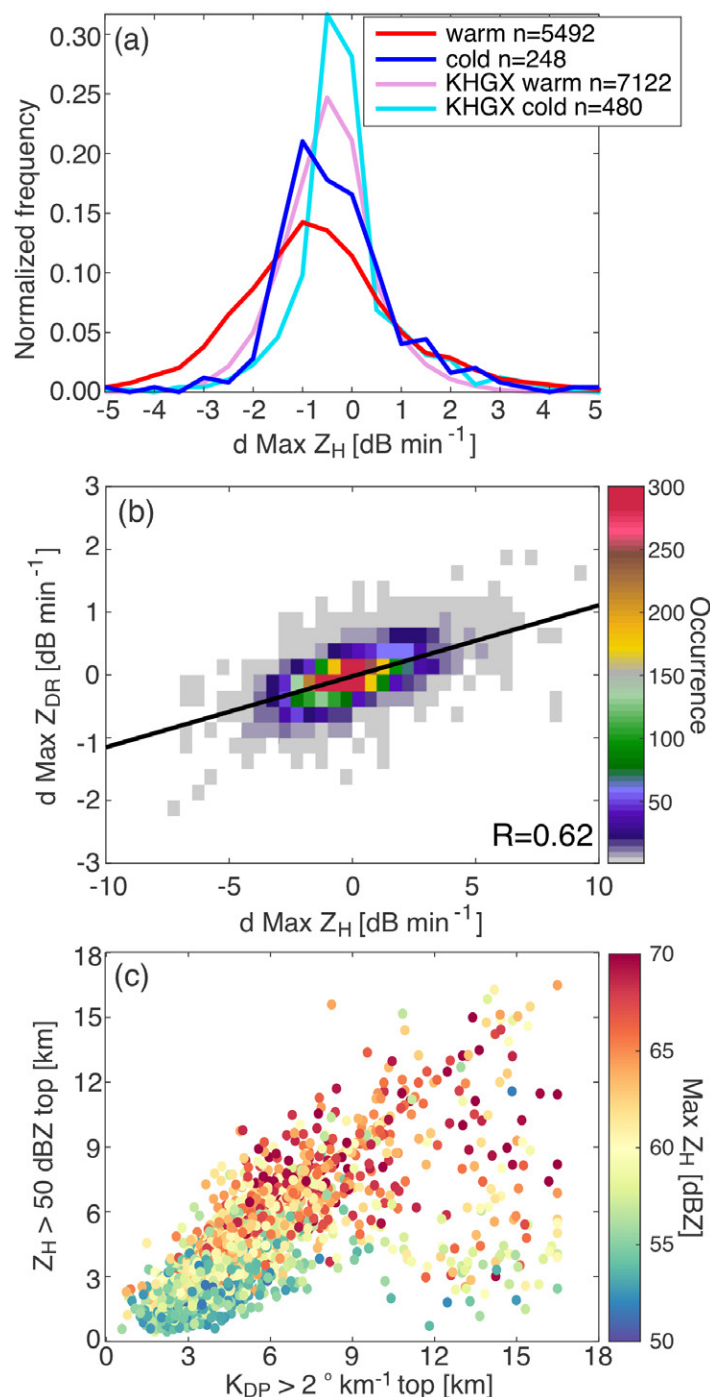 (a)
warm n=5492
cold n=248
KHGX warm n=7122
KHGX cold n=480
Normalized frequency
0.30
0.25
0.20
0.15
0.10
0.05
0.00
-5 -4 -3 -2 -1 0 1 2 3 4 5
d Max Z_H [dB min⁻¹]
(b)
d Max Z_DR [dB min⁻¹]
3
2
1
0
-1
-2
-3
R=0.62
-10 -5 0 5 10
d Max Z_H [dB min⁻¹]
300
250
200
150
100
50
Occurrence
(c)
Z_H > 50 dBZ top [km]
18
15
12
9
6
3
0
0 3 6 9 12 15 18
K_DP > 2 ° km⁻¹ top [km]
70
65
60
55
50
Max Z_H [dBZ]